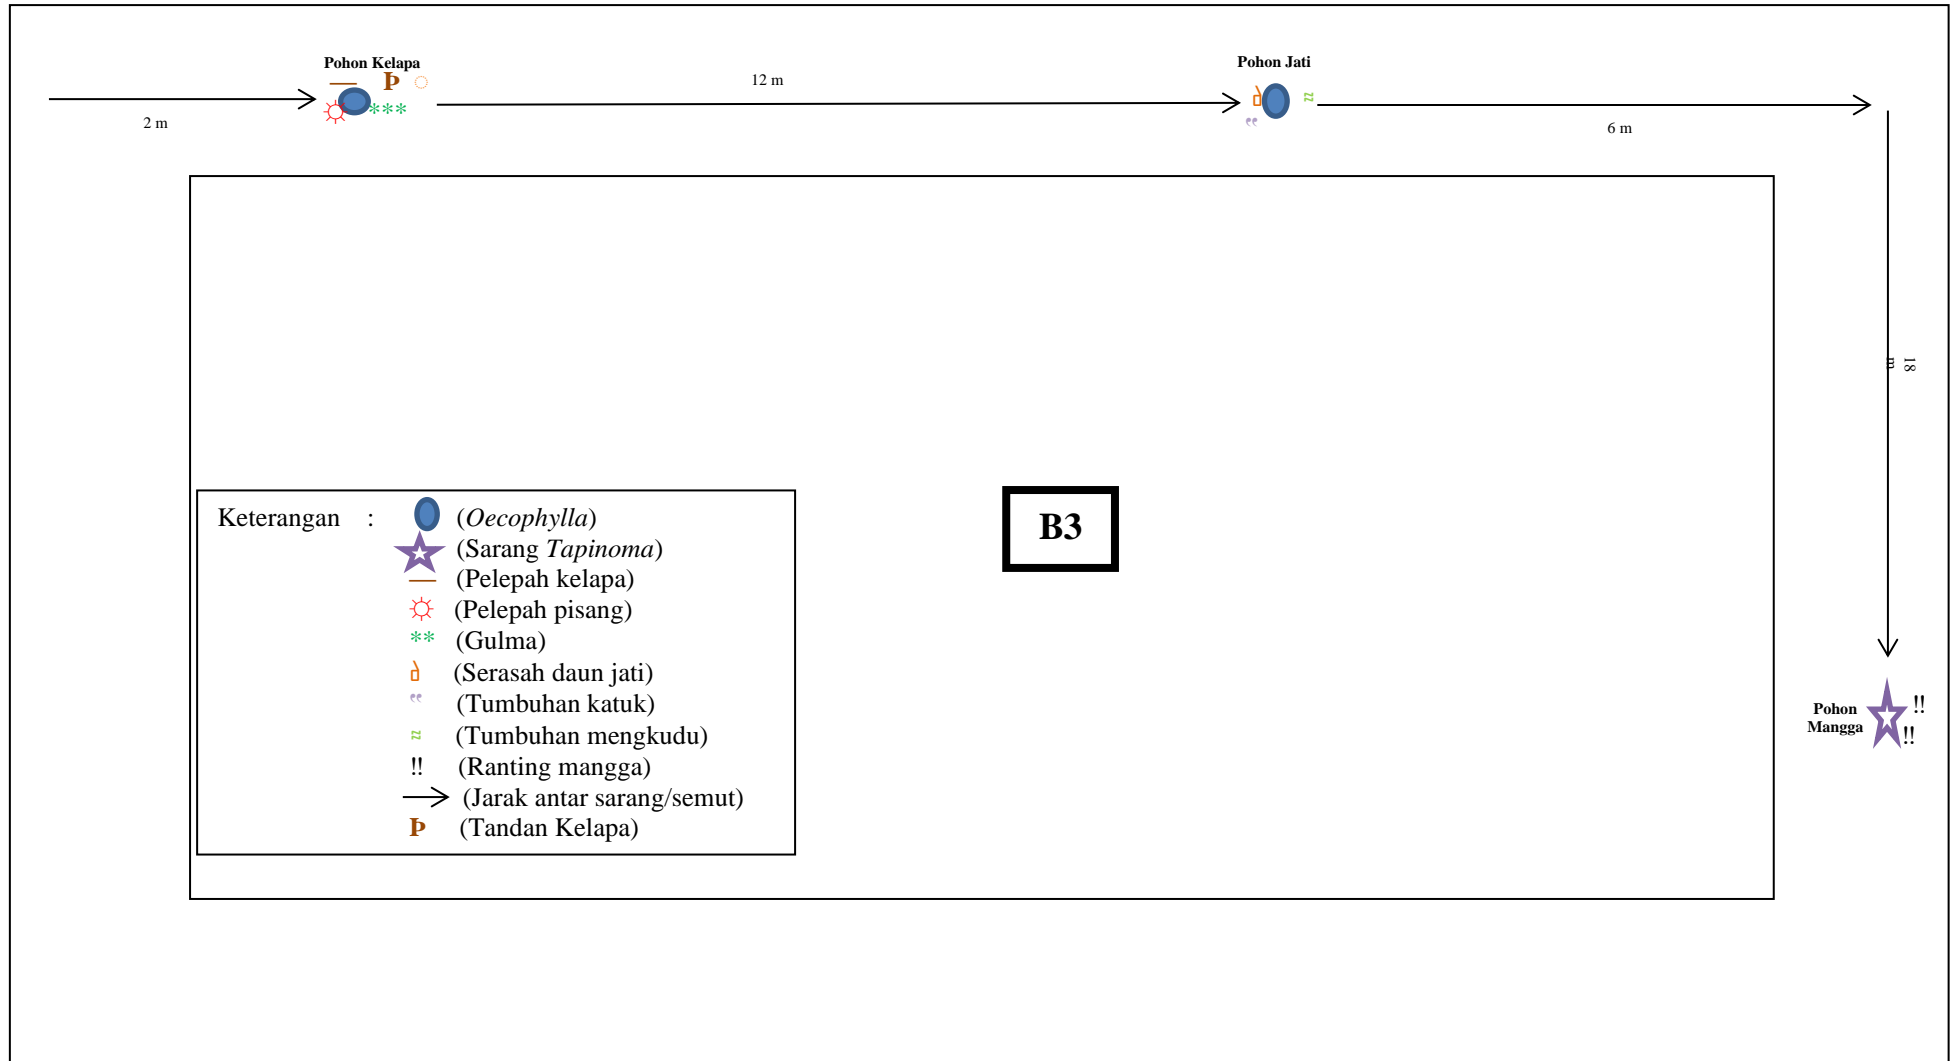 Pohon Kelapa
Þ
***
2 m
12 m
Pohon Jati
6 m
18
m
B3
Keterangan :
(Oecophylla)
(Sarang Tapinoma)
(Pelepah kelapa)
(Pelepah pisang)
** (Gulma)
(Serasah daun jati)
(Tumbuhan katuk)
(Tumbuhan mengkudu)
!! (Ranting mangga)
(Jarak antar sarang/semut)
Þ (Tandan Kelapa)
Pohon
Mangga
!!
!!